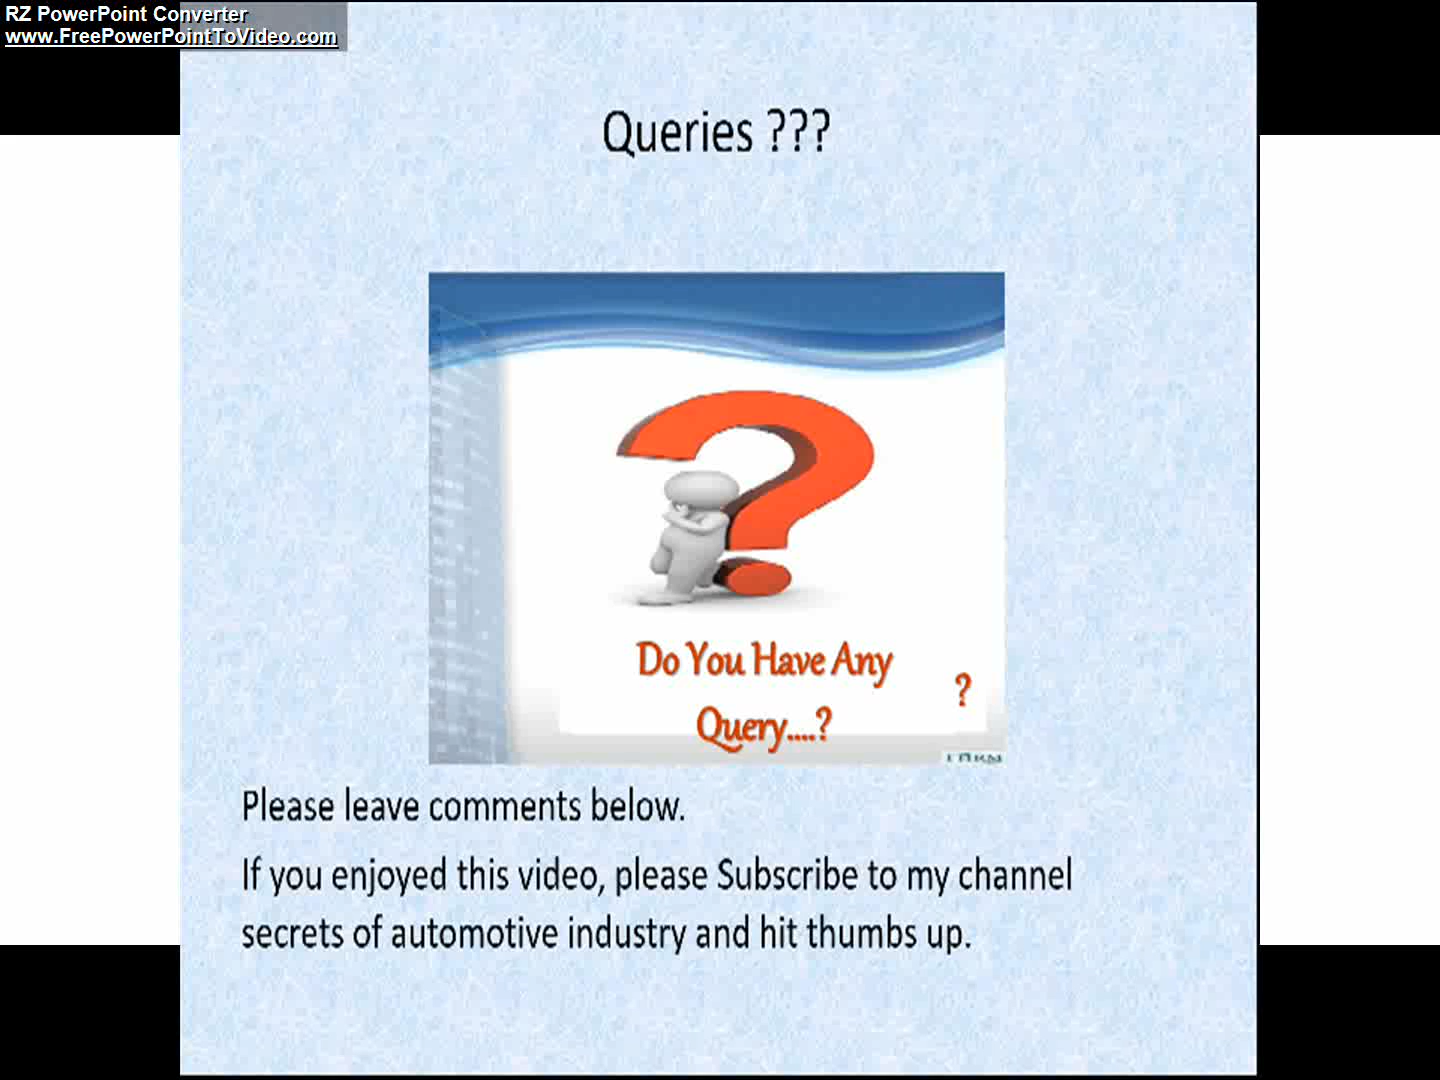 RZ PowerPoint Converter
www.FreePowerPointToVideo.com
Queries ???
Do You Have Any
?
Query....?
Please leave comments below.
If you enjoyed this video, please Subscribe to my channel
secrets of automotive industry and hit thumbs up.